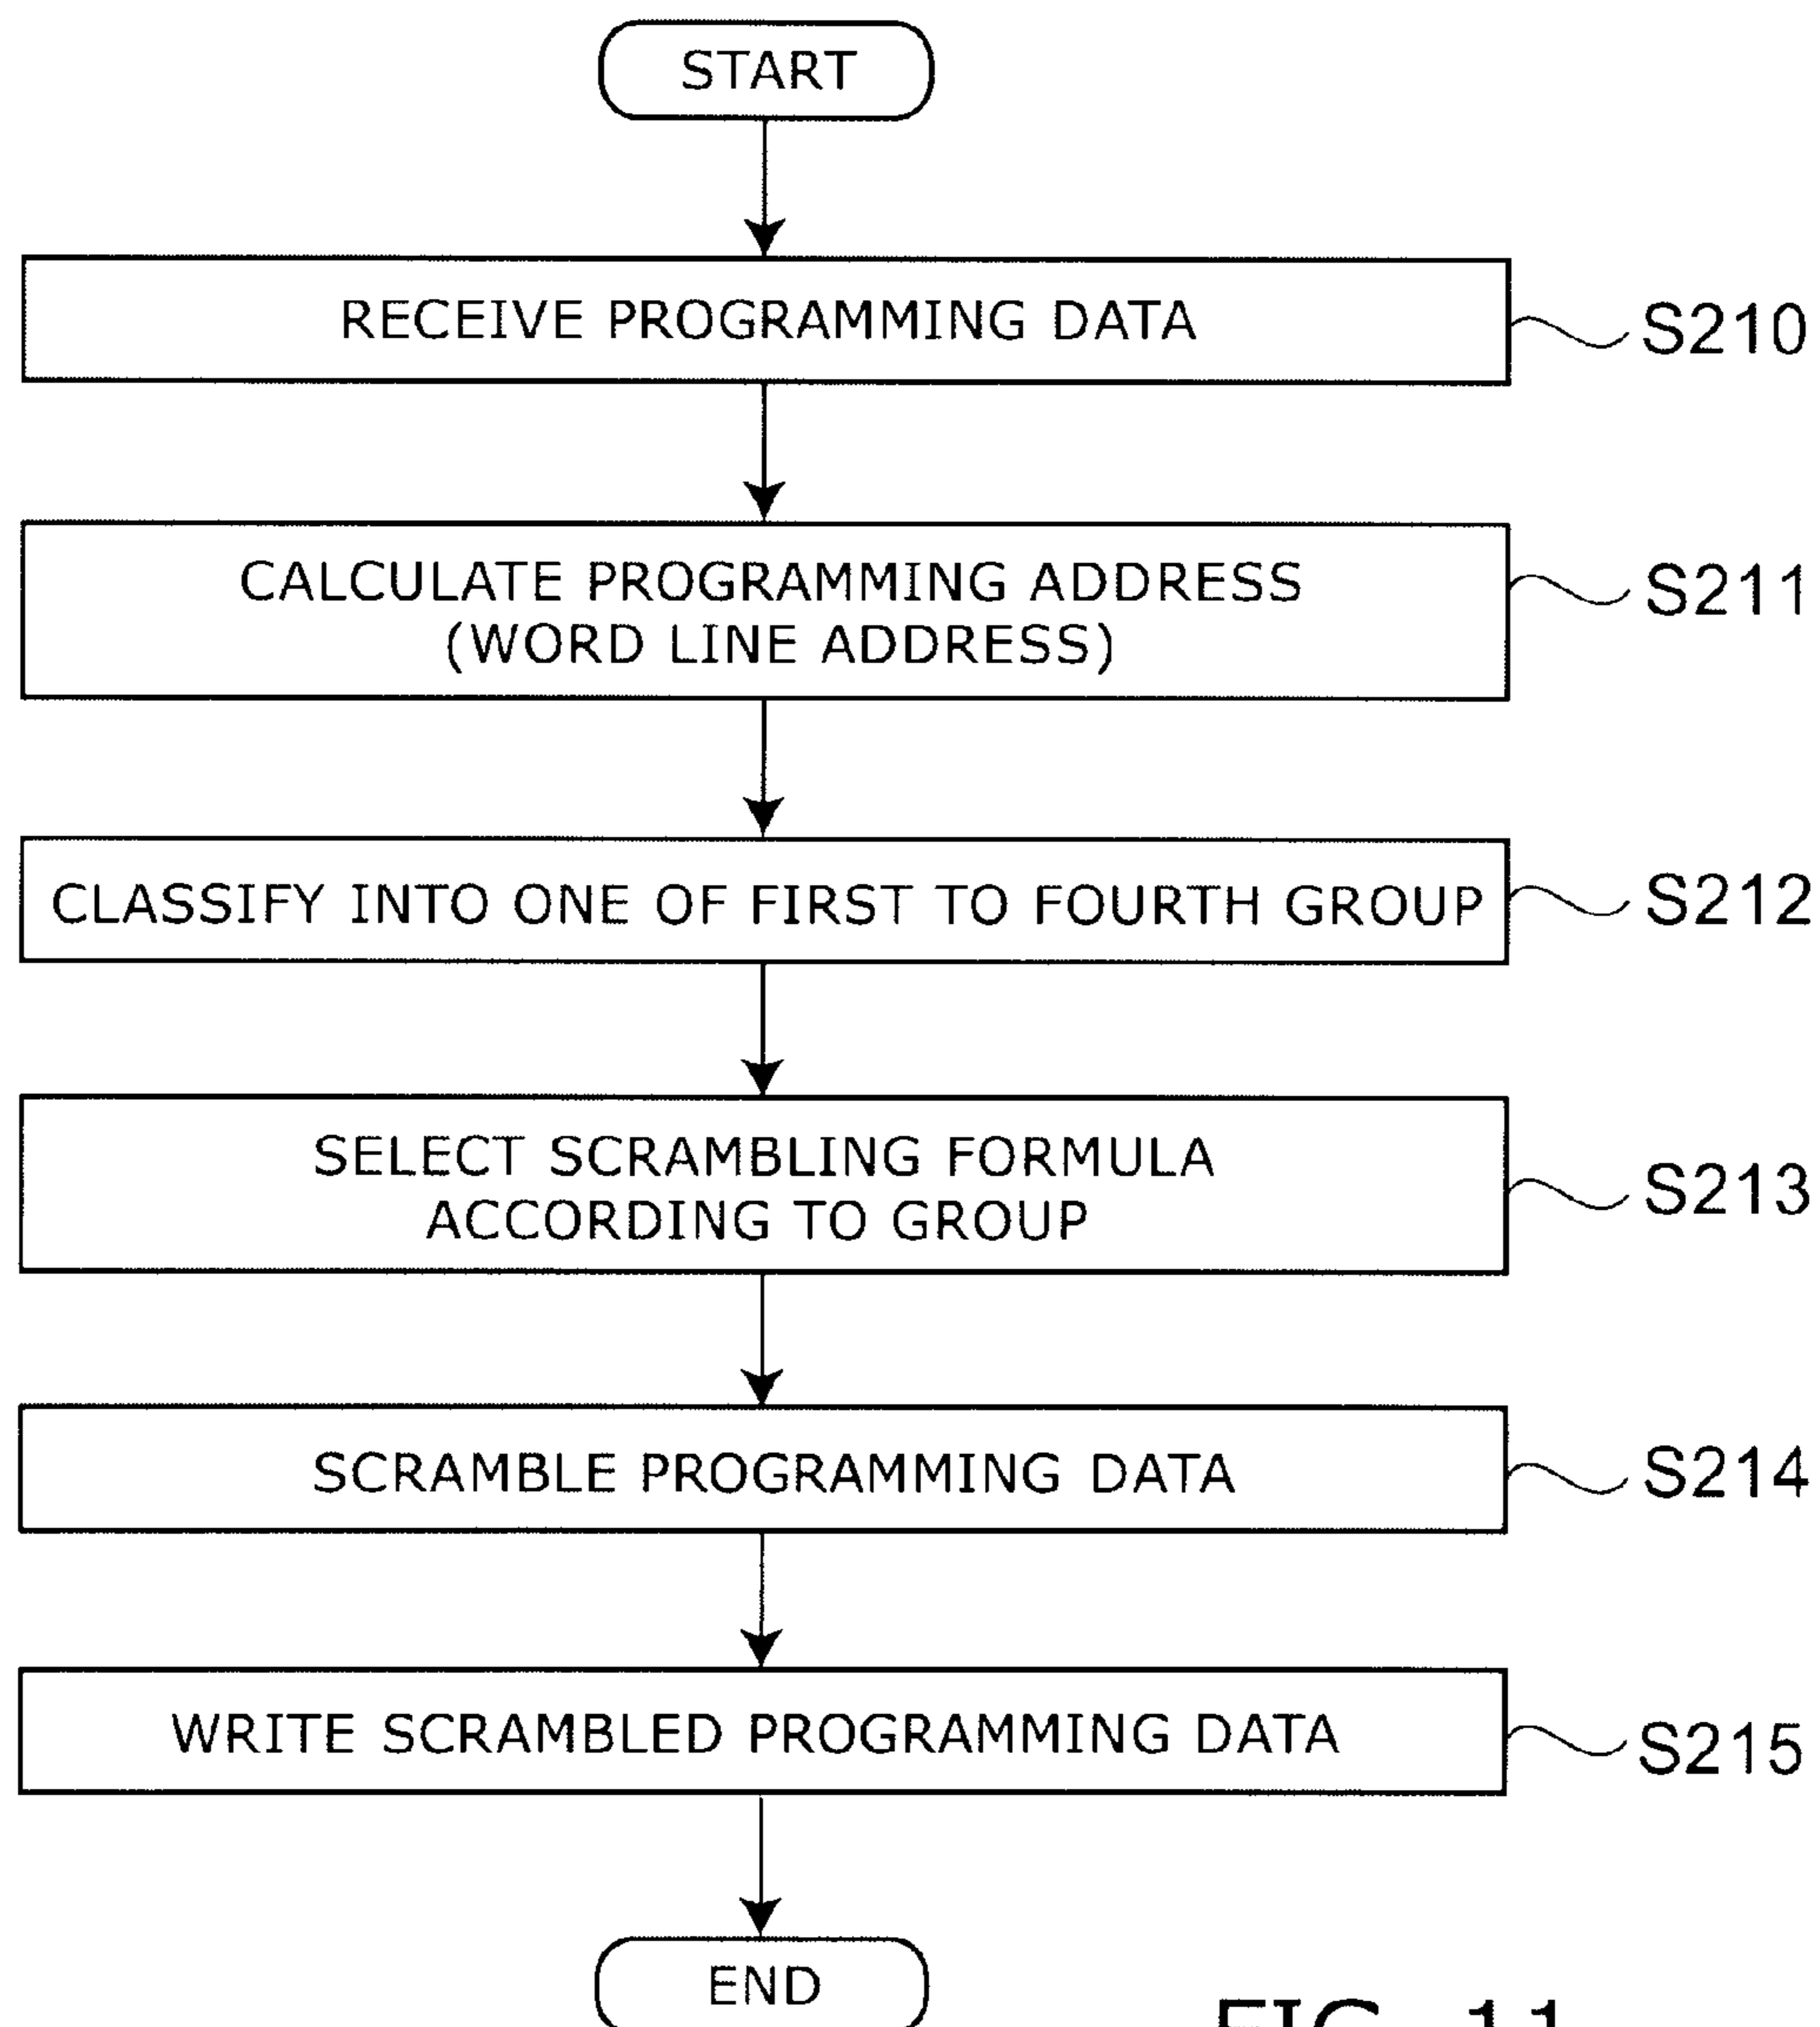 START
RECEIVE PROGRAMMING DATA
S210
CALCULATE PROGRAMMING ADDRESS
(WORD LINE ADDRESS)
S211
CLASSIFY INTO ONE OF FIRST TO FOURTH GROUP
S212
SELECT SCRAMBLING FORMULA
ACCORDING TO GROUP
S213
SCRAMBLE PROGRAMMING DATA
S214
WRITE SCRAMBLED PROGRAMMING DATA
S215
END
FIG. 11